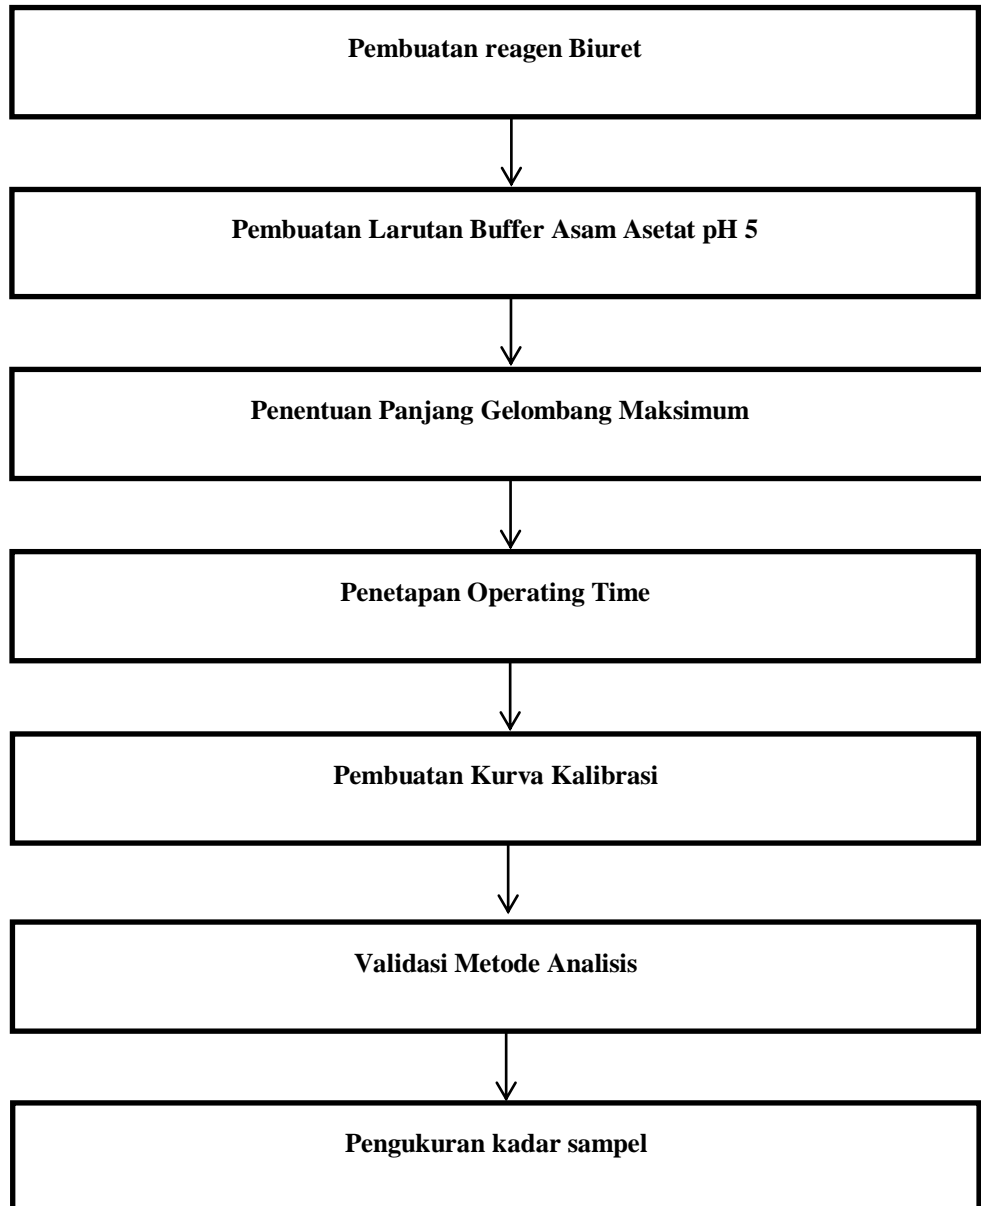 Pembuatan reagen Biuret
Pembuatan Larutan Buffer Asam Asetat pH 5
Penentuan Panjang Gelombang Maksimum
Penetapan Operating Time
Pembuatan Kurva Kalibrasi
Validasi Metode Analisis
Pengukuran kadar sampel